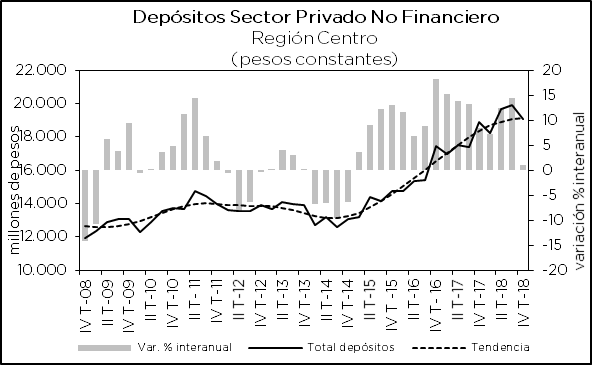 Depósitos Sector Privado No Financiero
Región Centro
(pesos constantes)
millones de pesos
22.000
20.000
18.000
16.000
14.000
12.000
10.000
20
15
10
5
0
-5
-10
-15
-20
variación % interanual
IV T-08
II T-09
IV T-09
II T-10
IV T-10
II T- 11
IV T-11
II T-12
IV T-12
II T-13
IV T-13
II T-14
IV T-14
II T-15
IV T -15
II T- 16
IV T- 16
II T-17
IV T-17
II T-18
IV T-18
Var. % interanual
Total depósitos
Tendencia